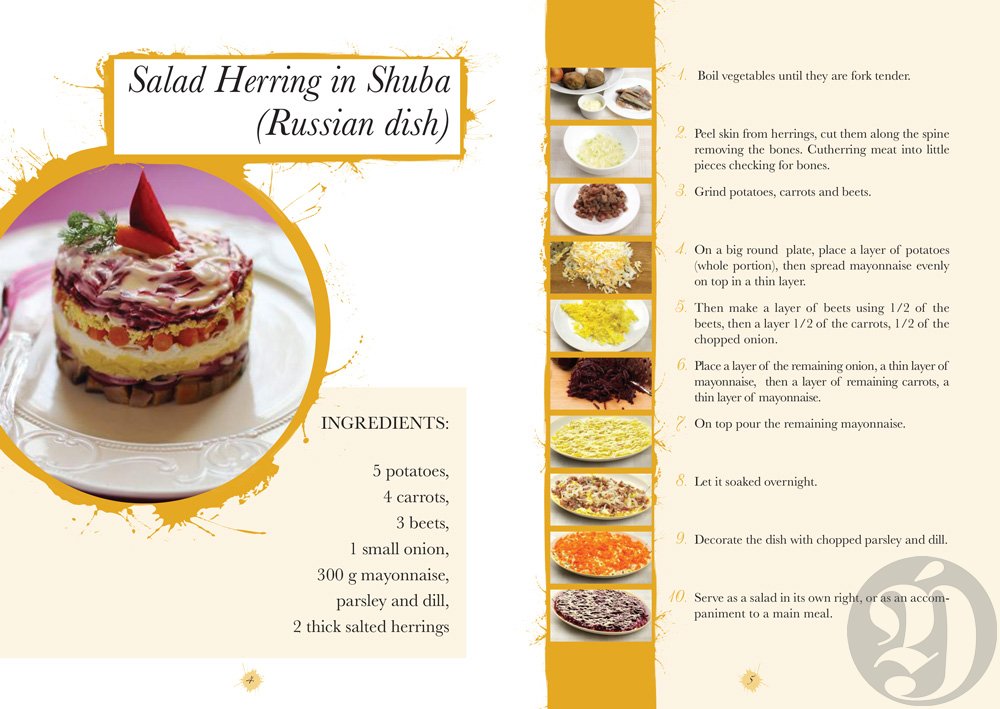 Salad Herring in Shuba
(Russian dish)
INGREDIENTS:
5 potatoes,
4 carrots,
3 beets,
1 small onion,
300 g mayonnaise,
parsley and dill,
2 thick salted herrings
4
1. Boil vegetables until they are fork tender.
2. Peel skin from herrings, cut them along the spine
removing the bones. Cutherring meat into little
pieces checking for bones.
3. Grind potatoes, carrots and beets.
4. On a big round plate, place a layer of potatoes
(whole portion), then spread mayonnaise evenly
on top in a thin layer.
5. Then make a layer of beets using 1/2 of the
beets, then a layer 1/2 of the carrots, 1/2 of the
chopped onion.
6. Place a layer of the remaining onion, a thin layer of
mayonnaise, then a layer of remaining carrots, a
thin layer of mayonnaise.
7. On top pour the remaining mayonnaise.
8. Let it soaked overnight.
9. Decorate the dish with chopped parsley and dill.
10. Serve as a salad in its own right, or as an accom-
paniment to a main meal.
5